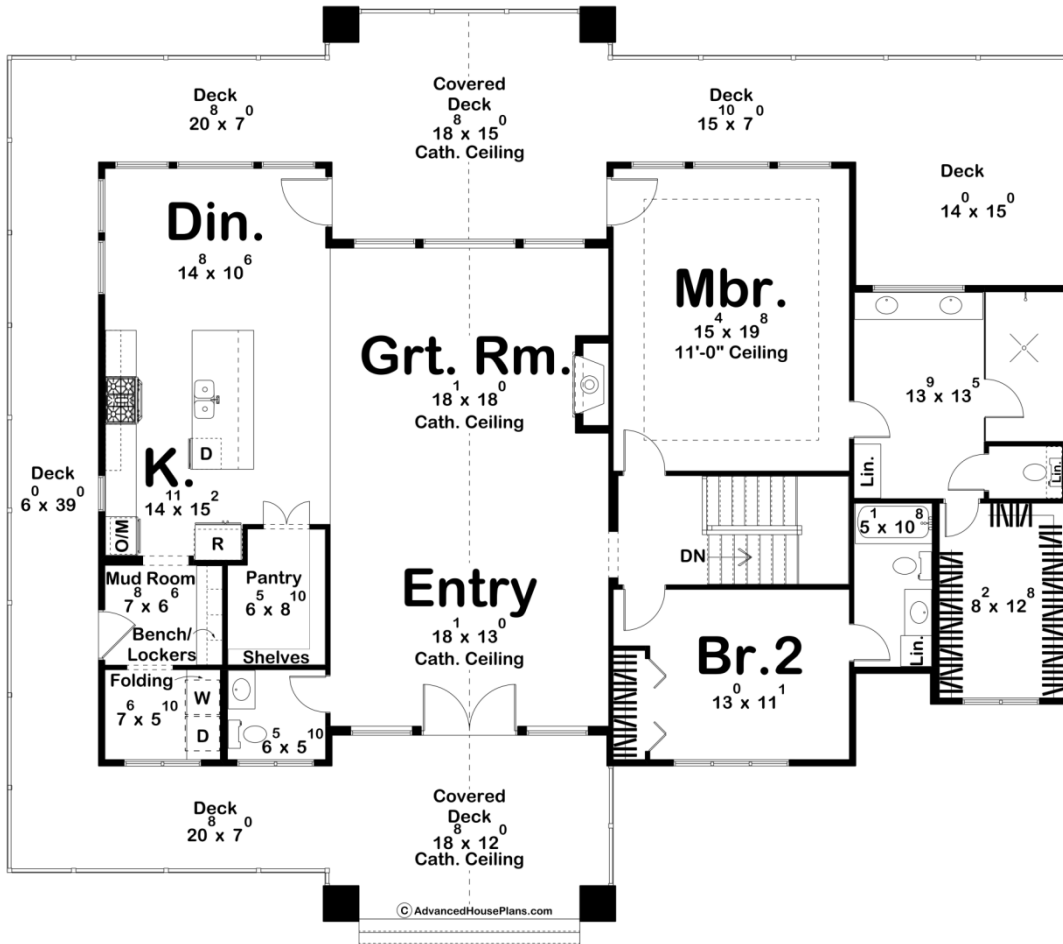 Deck
20⁸ x 7⁰
Covered
Deck
18⁸ x 15⁰
Cath. Ceiling
Deck
15¹⁰ x 7⁰
Deck
14⁰ x 15⁰
Din.
14⁸ x 10⁶
Mbr.
15⁴ x 19⁸
11'-0" Ceiling
Grt. Rm.
18¹ x 18⁰
Cath. Ceiling
13⁹ x 13⁵
D
Lin.
Lin.
K.
14¹¹ x 15²
Deck
6⁰ x 39⁰
O/M
R
DN
5¹ x 10⁸
Mud Room
7⁸ x 6⁶
Bench/
Lockers
Pantry
6⁵ x 8¹⁰
Shelves
Entry
18¹ x 13⁰
Cath. Ceiling
8² x 12⁸
Lin.
Br.2
13⁰ x 11¹
Folding
7⁶ x 5¹⁰
W
D
6⁵ x 5¹⁰
Deck
20⁸ x 7⁰
Covered
Deck
18⁸ x 12⁰
Cath. Ceiling
© AdvancedHousePlans.com